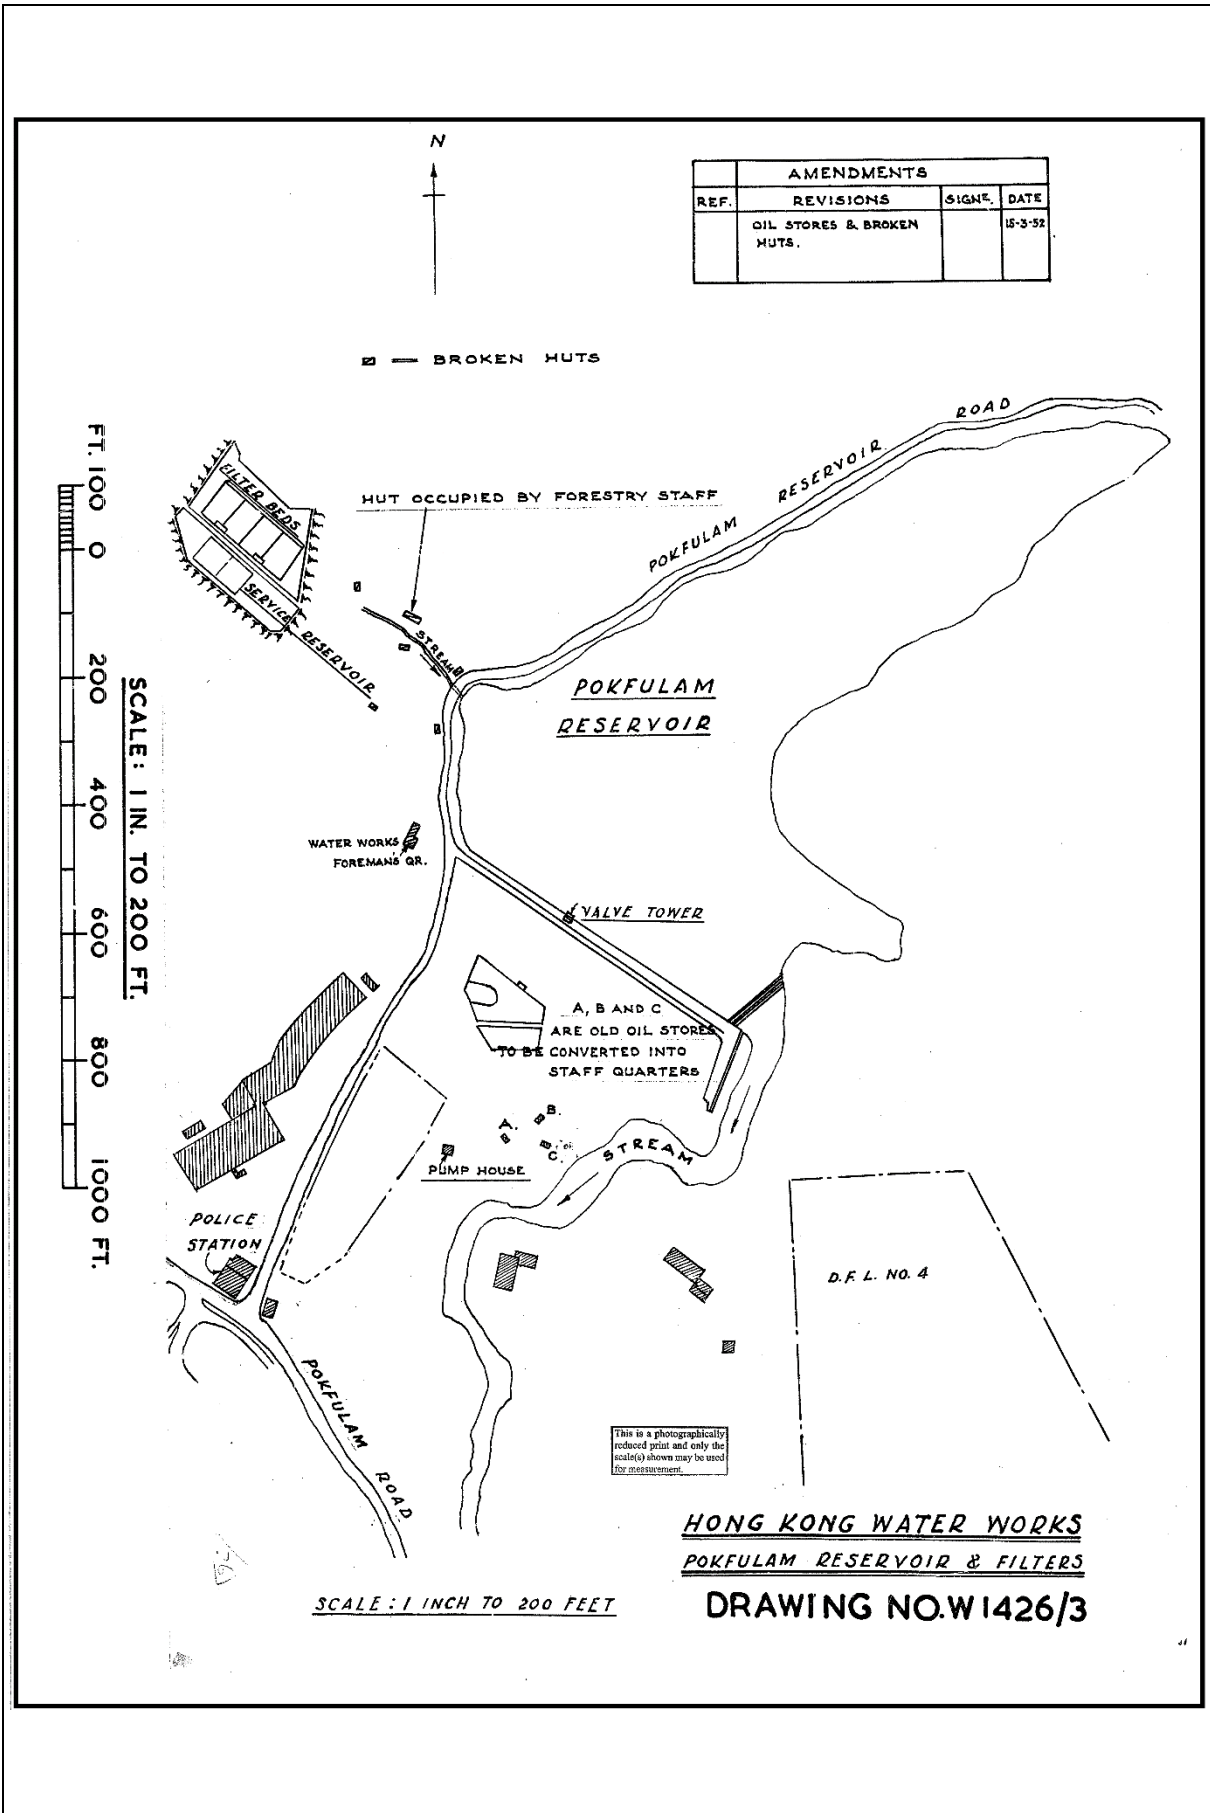 N
AMENDMENTS
REF. REVISIONS SIGNE. DATE
OIL STORES & BROKEN 15-3-52
HUTS.
BROKEN HUTS
POKFULAM RESERVOIR ROAD
FILTER BEDS
HUT OCCUPIED BY FORESTRY STAFF
SERVICE RESERVOIR
STREAM
POKFULAM
RESERVOIR
FT. 100 0 200 400 600 800 1000 FT.
SCALE: 1 IN. TO 200 FT.
WATER WORKS
FOREMAN'S QR.
VALVE TOWER
A, B AND C
ARE OLD OIL STORES
TO BE CONVERTED INTO
STAFF QUARTERS
A.
B.
C.
STREAM
PUMP HOUSE
POLICE
STATION
D.F.L. NO. 4
POKFULAM ROAD
This is a photographically
reduced print and only the
scale(s) shown may be used
for measurement.
HONG KONG WATER WORKS
POKFULAM RESERVOIR & FILTERS
SCALE: 1 INCH TO 200 FEET
DRAWING NO. W1426/3